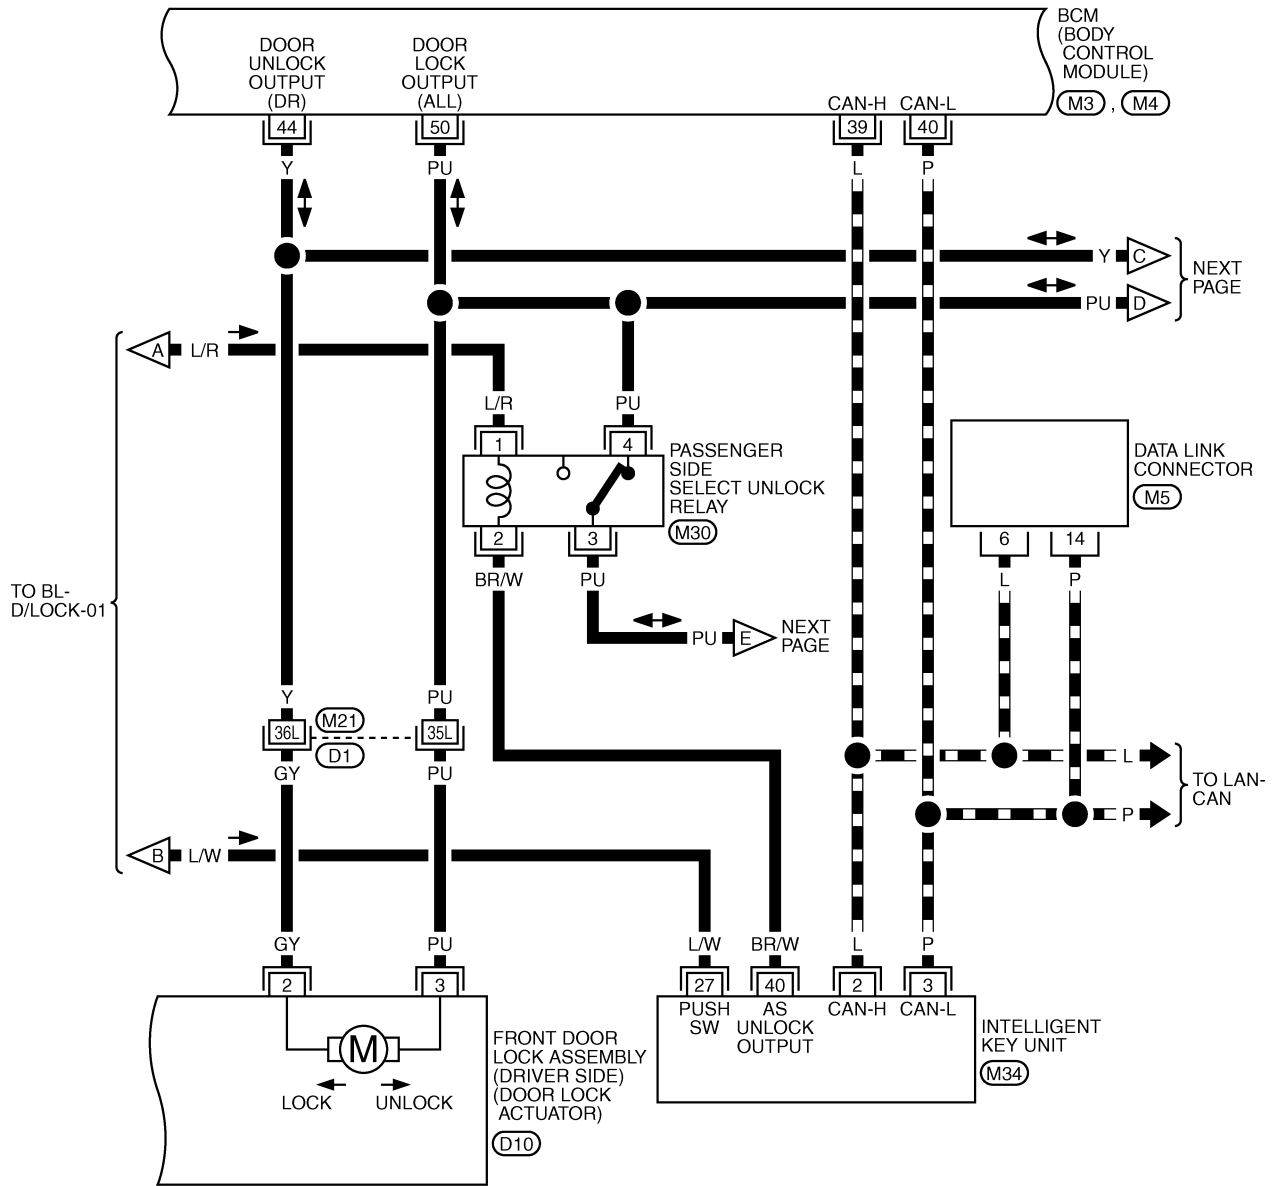 BCM
(BODY
CONTROL
MODULE)
M3 , M4
DOOR
UNLOCK
OUTPUT
(DR)
DOOR
LOCK
OUTPUT
(ALL)
CAN-H
CAN-L
44
50
39
40
Y
PU
L
P
Y
C
PU
D
NEXT
PAGE
A
L/R
L/R
PU
1
4
PASSENGER
SIDE
SELECT UNLOCK
RELAY
M30
2
3
BR/W
PU
DATA LINK
CONNECTOR
M5
6
14
L
P
TO BL-
D/LOCK-01
PU
E
NEXT
PAGE
Y
PU
36L
M21
D1
35L
GY
PU
L
P
TO LAN-
CAN
B
L/W
GY
PU
L/W
BR/W
L
P
2
3
27
40
2
3
PUSH
SW
AS
UNLOCK
OUTPUT
CAN-H
CAN-L
M
LOCK
UNLOCK
FRONT DOOR
LOCK ASSEMBLY
(DRIVER SIDE)
(DOOR LOCK
ACTUATOR)
D10
INTELLIGENT
KEY UNIT
M34